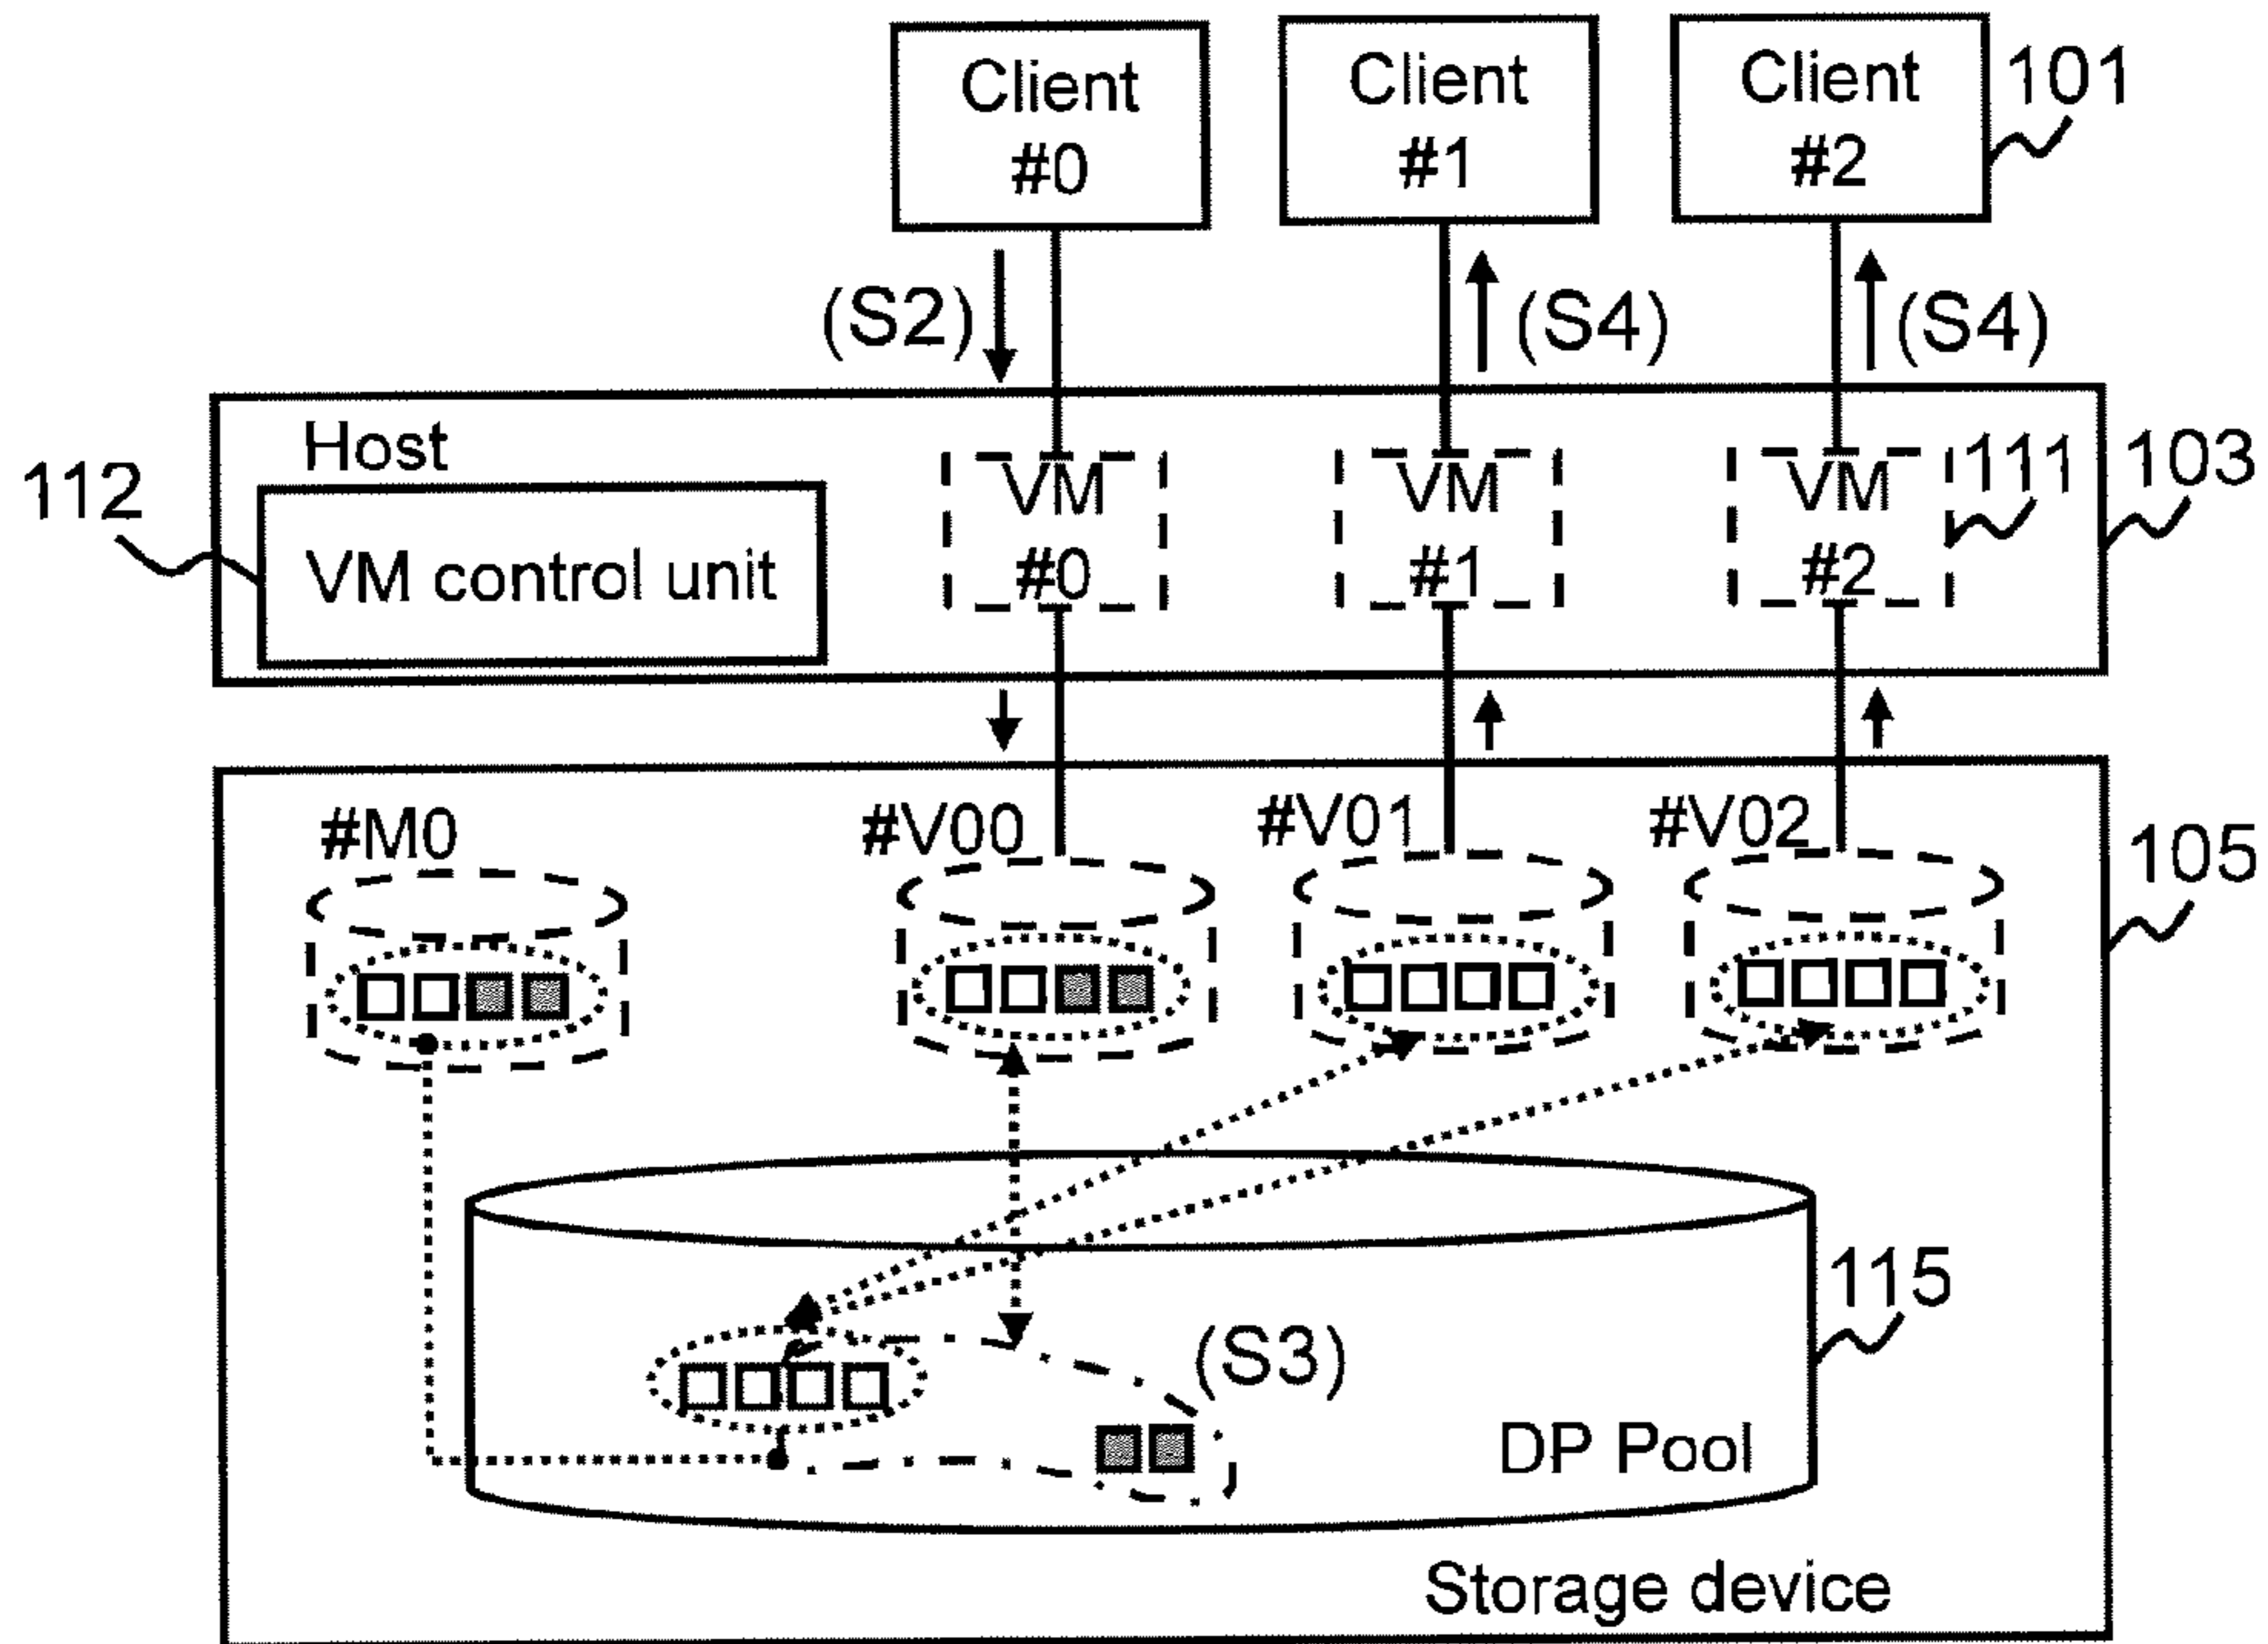 Client
#0
Client
#1
Client
#2
101
(S2)
(S4)
(S4)
Host
112
VM control unit
VM
#0
VM
#1
VM
#2
111
103
#M0
#V00
#V01
#V02
105
115
(S3)
DP Pool
Storage device